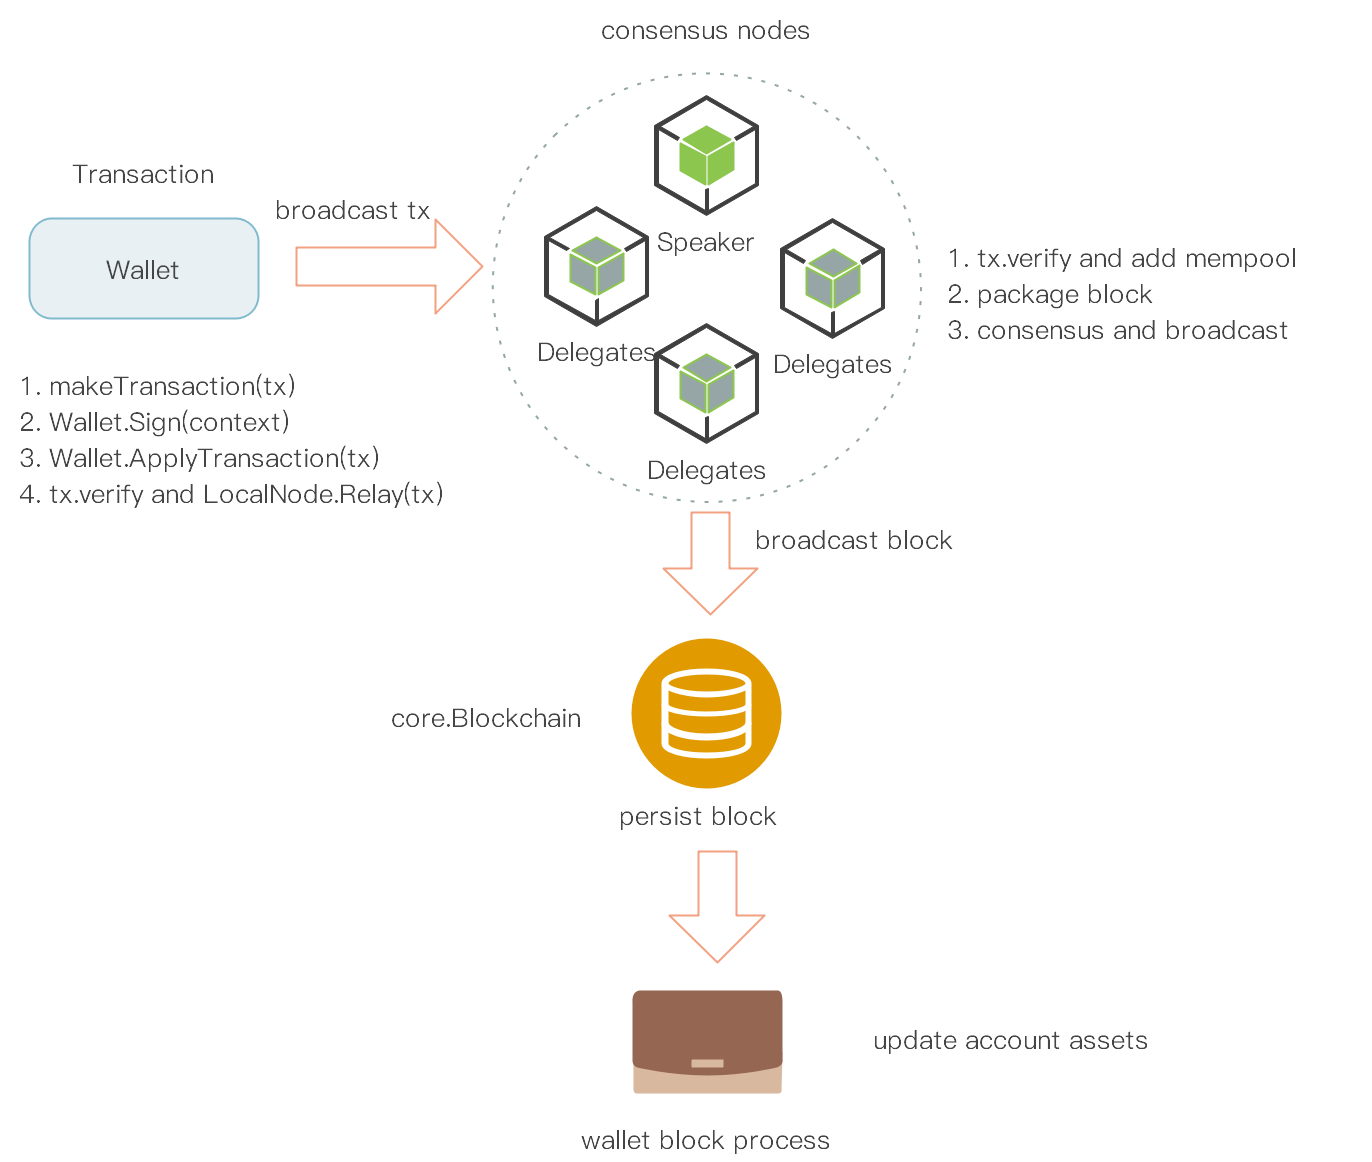 consensus nodes
Transaction
broadcast tx
Wallet
Speaker
Delegates
Delegates
Delegates
1. tx.verify and add mempool
2. package block
3. consensus and broadcast
1. makeTransaction(tx)
2. Wallet.Sign(context)
3. Wallet.ApplyTransaction(tx)
4. tx.verify and LocalNode.Relay(tx)
broadcast block
core.Blockchain
persist block
update account assets
wallet block process